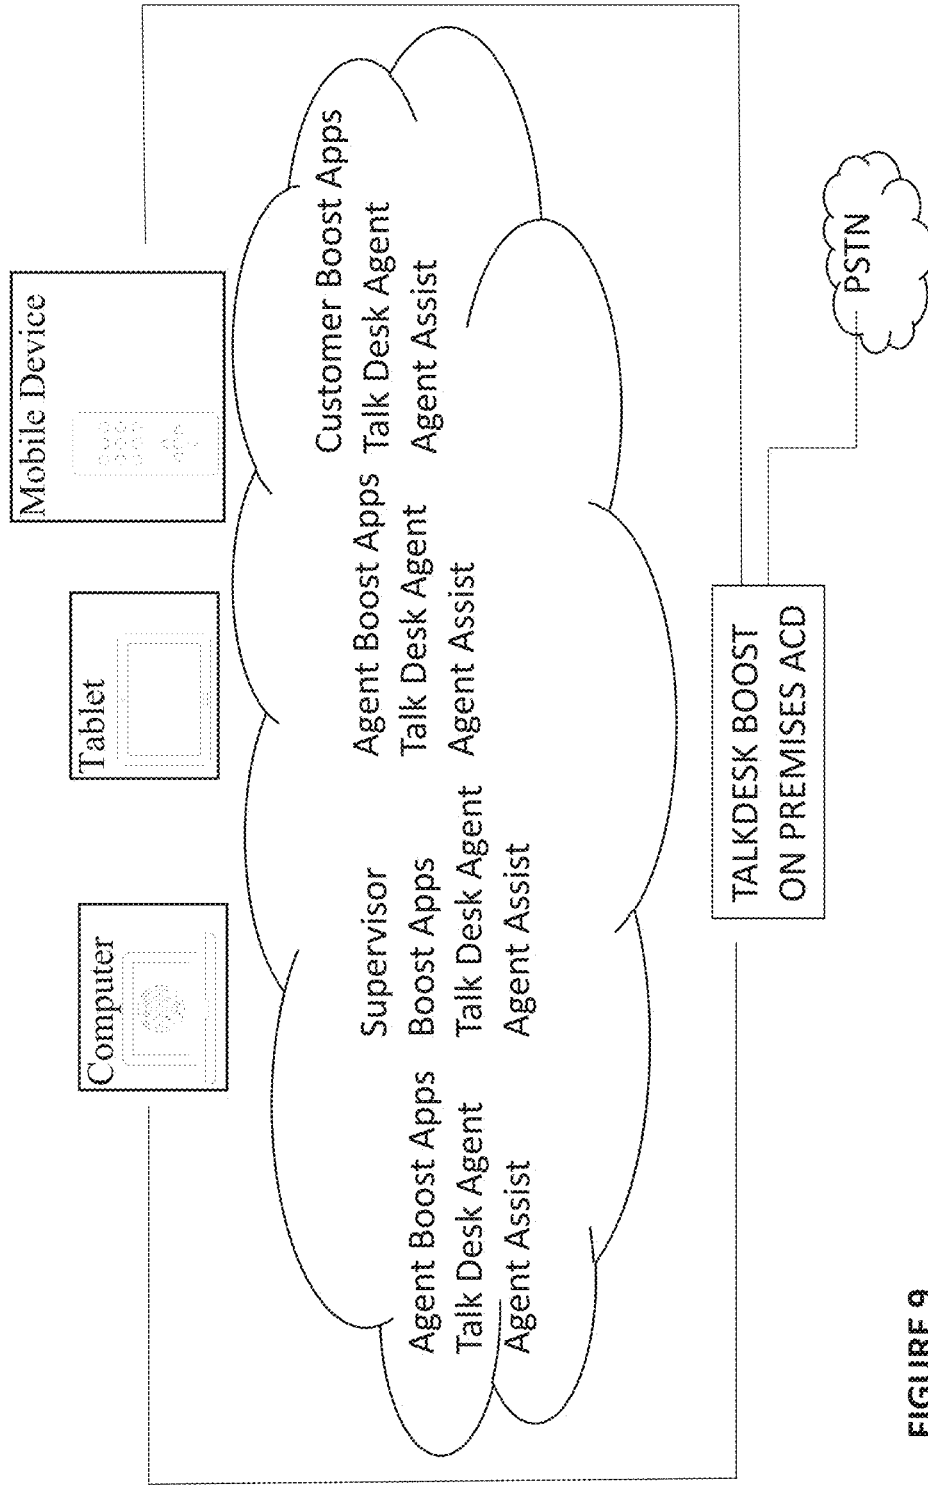 Computer
Tablet
Mobile Device
Agent Boost Apps
Talk Desk Agent
Agent Assist
Supervisor
Boost Apps
Talk Desk Agent
Agent Assist
Agent Boost Apps
Talk Desk Agent
Agent Assist
Customer Boost Apps
Talk Desk Agent
Agent Assist
TALKDESK BOOST
ON PREMISES ACD
PSTN
FIGURE 9